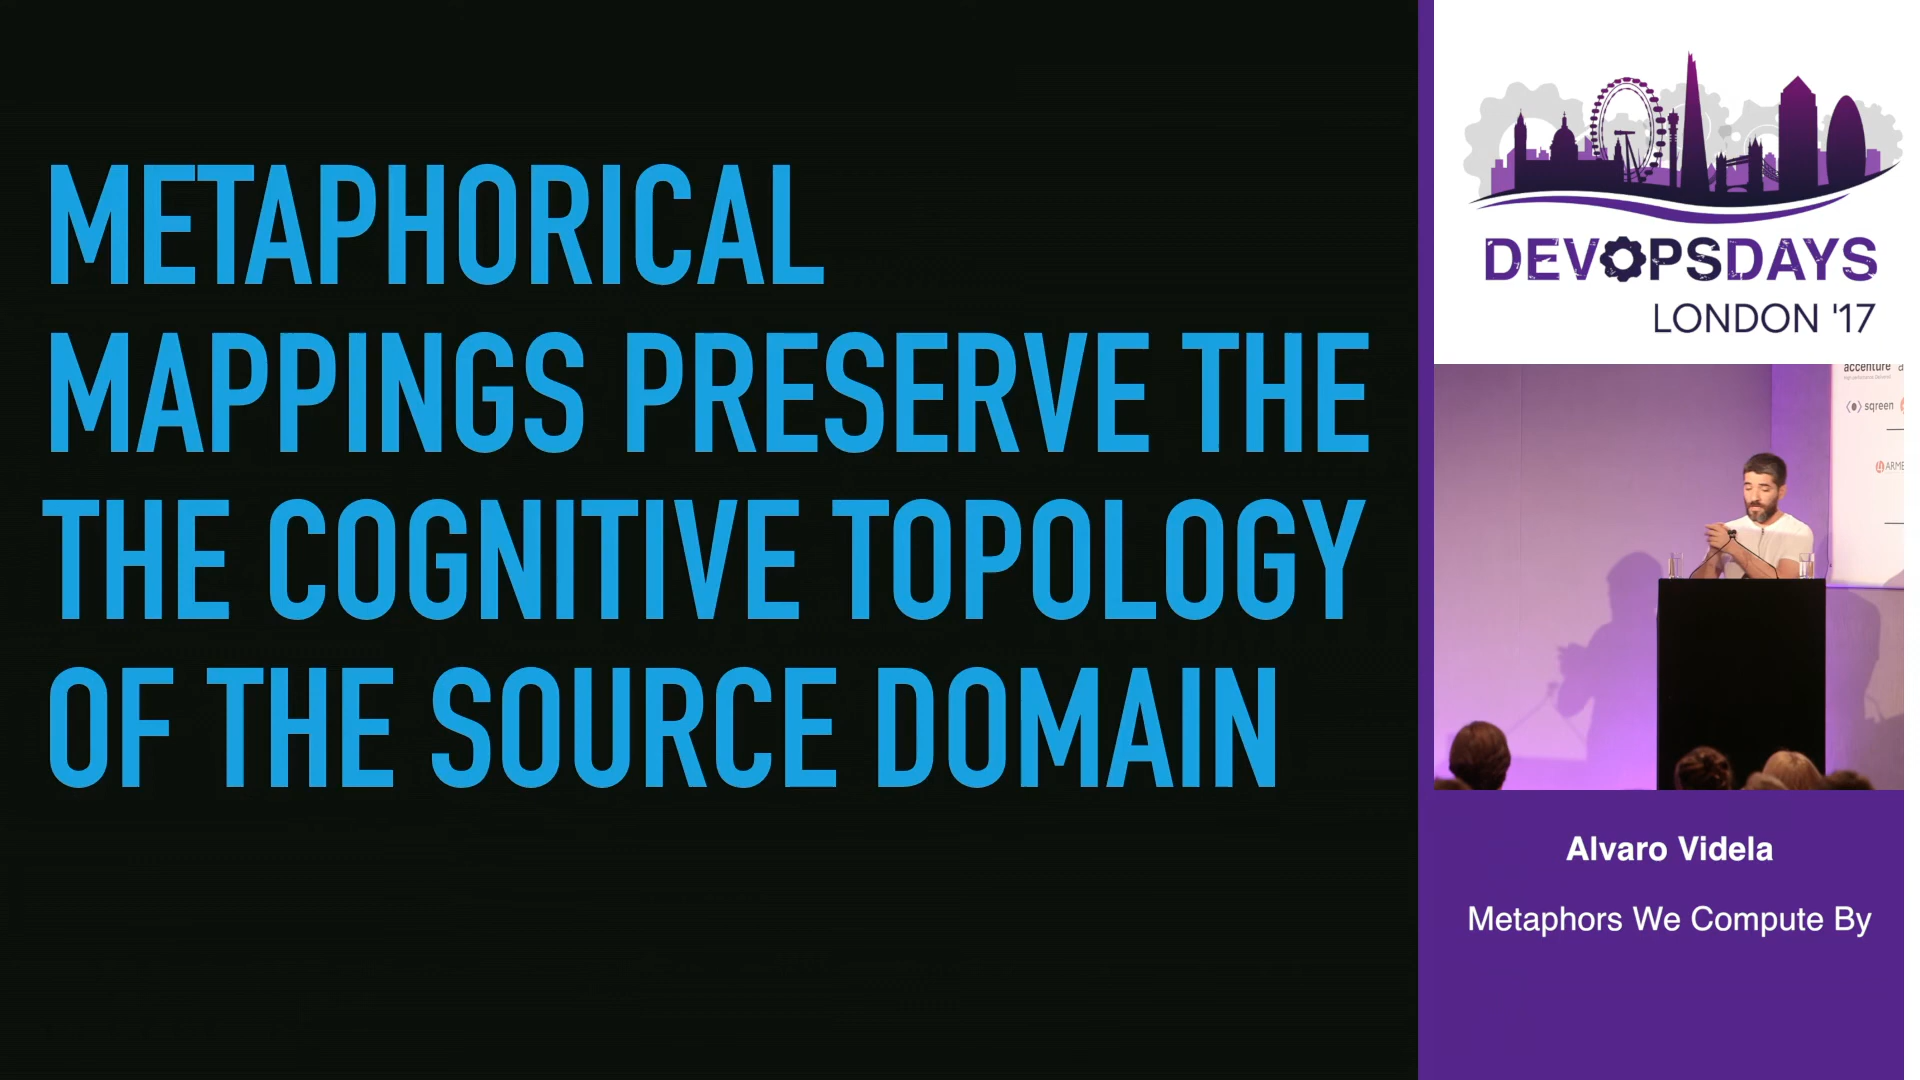 METAPHORICAL
MAPPINGS PRESERVE THE
THE COGNITIVE TOPOLOGY
OF THE SOURCE DOMAIN
DEVOPSDAYS
LONDON '17
accenture
sqreen
Alvaro Videla
Metaphors We Compute By